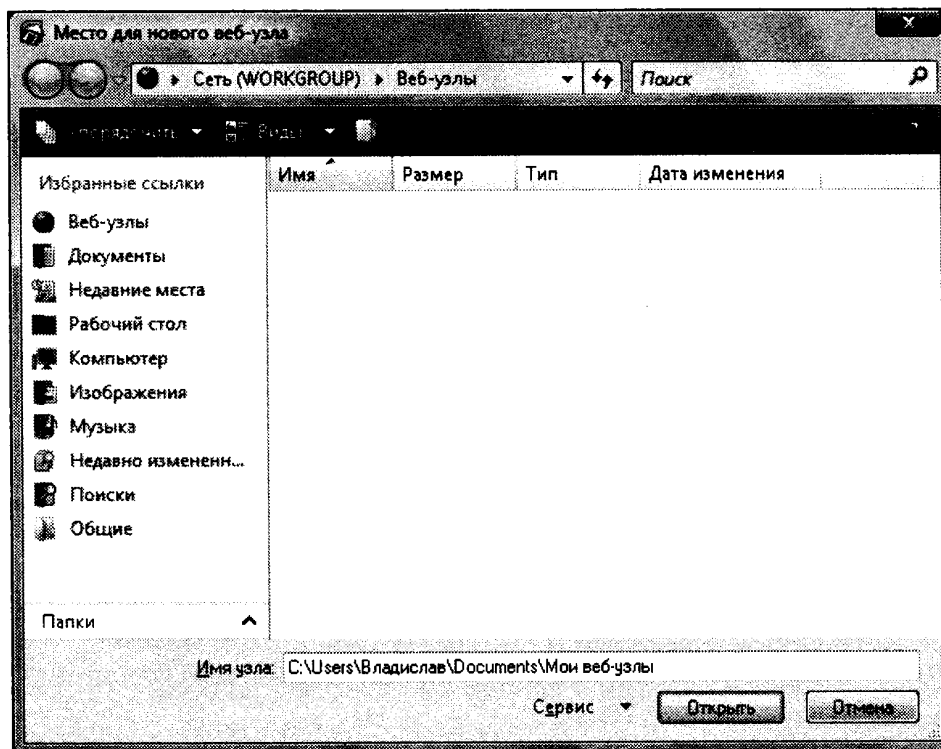 Место для нового веб-узла
Сеть (WORKGROUP) Веб-узлы Поиск
Упорядочить Виды
Избранные ссылки
Имя Размер Тип Дата изменения
Веб-узлы
Документы
Недавние места
Рабочий стол
Компьютер
Изображения
Музыка
Недавно измененн...
Поиски
Общие
Папки
Имя узла: C:\Users\Владислав\Documents\Мои веб-узлы
Сервис Открыть Отмена